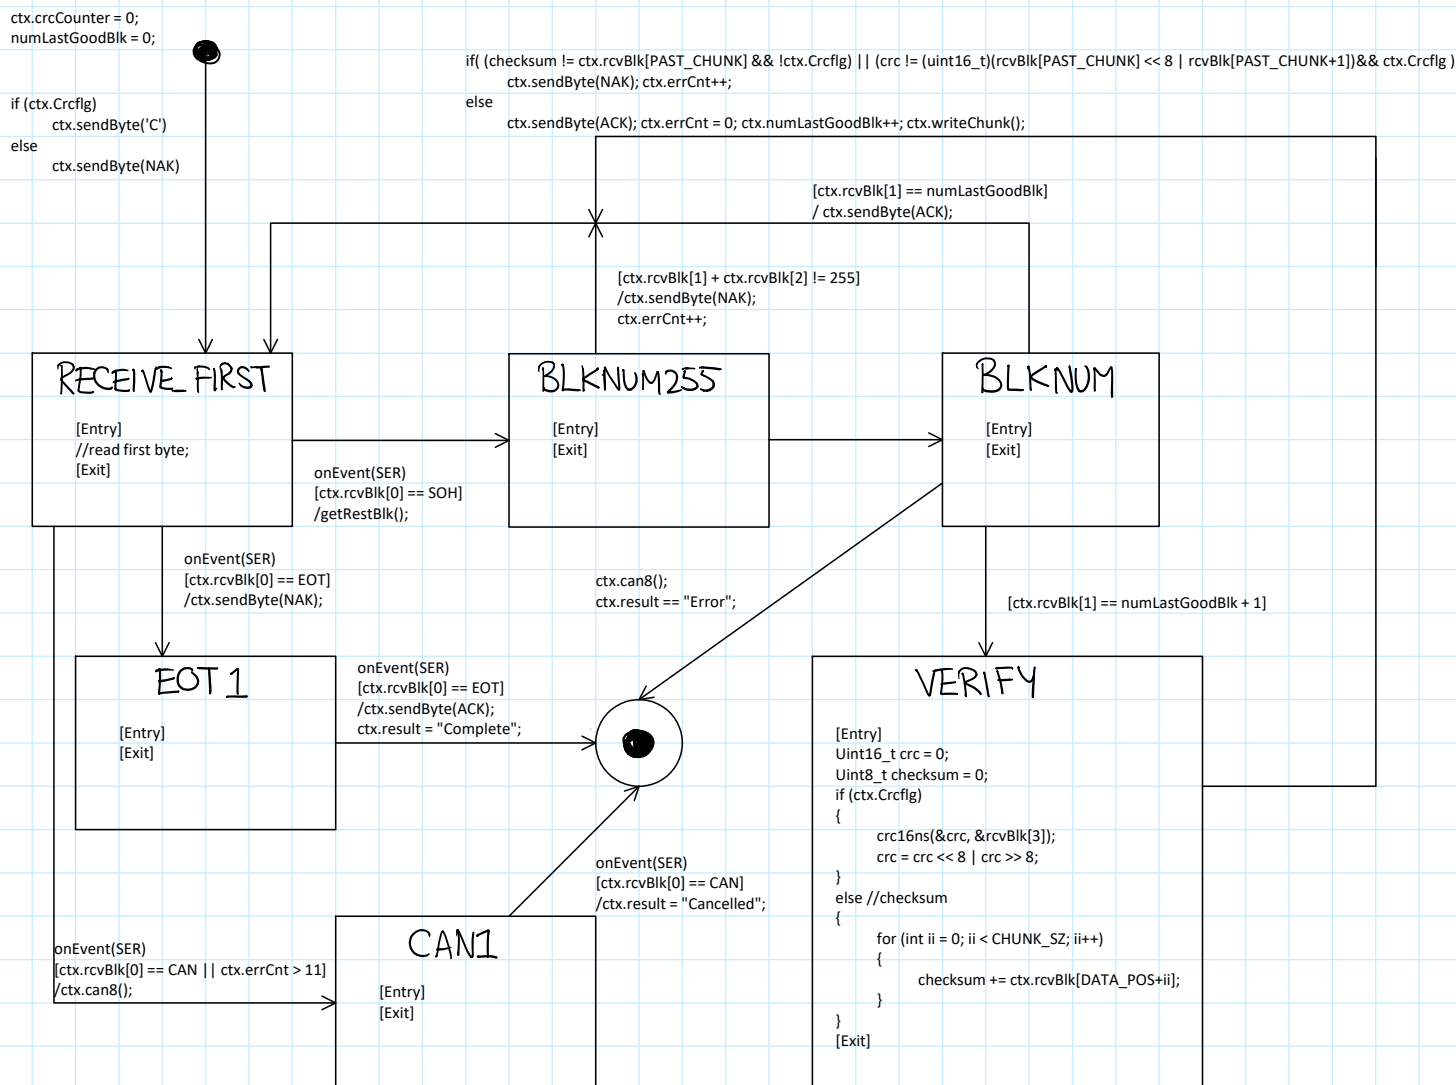 ctx.crcCounter = 0;
numLastGoodBlk = 0;
if (ctx.Crcflg)
ctx.sendByte('C')
else
ctx.sendByte(NAK)
if( (checksum != ctx.rcvBlk[PAST_CHUNK] && !ctx.Crcflg) || (crc != (uint16_t)(rcvBlk[PAST_CHUNK] << 8 | rcvBlk[PAST_CHUNK+1])&& ctx.Crcflg )
ctx.sendByte(NAK); ctx.errCnt++;
else
ctx.sendByte(ACK); ctx.errCnt = 0; ctx.numLastGoodBlk++; ctx.writeChunk();
[ctx.rcvBlk[1] == numLastGoodBlk]
/ ctx.sendByte(ACK);
[ctx.rcvBlk[1] + ctx.rcvBlk[2] != 255]
/ctx.sendByte(NAK);
ctx.errCnt++;
RECEIVE_FIRST
[Entry]
//read first byte;
[Exit]
onEvent(SER)
[ctx.rcvBlk[0] == SOH]
/getRestBlk();
BLKNUM255
[Entry]
[Exit]
BLKNUM
[Entry]
[Exit]
onEvent(SER)
[ctx.rcvBlk[0] == EOT]
/ctx.sendByte(NAK);
ctx.can8();
ctx.result == "Error";
[ctx.rcvBlk[1] == numLastGoodBlk + 1]
EOT1
[Entry]
[Exit]
onEvent(SER)
[ctx.rcvBlk[0] == EOT]
/ctx.sendByte(ACK);
ctx.result = "Complete";
VERIFY
[Entry]
Uint16_t crc = 0;
Uint8_t checksum = 0;
if (ctx.Crcflg)
{
crc16ns(&crc, &rcvBlk[3]);
crc = crc << 8 | crc >> 8;
}
else //checksum
{
for (int ii = 0; ii < CHUNK_SZ; ii++)
{
checksum += ctx.rcvBlk[DATA_POS+ii];
}
}
[Exit]
onEvent(SER)
[ctx.rcvBlk[0] == CAN]
/ctx.result = "Cancelled";
onEvent(SER)
[ctx.rcvBlk[0] == CAN || ctx.errCnt > 11]
/ctx.can8();
CAN1
[Entry]
[Exit]